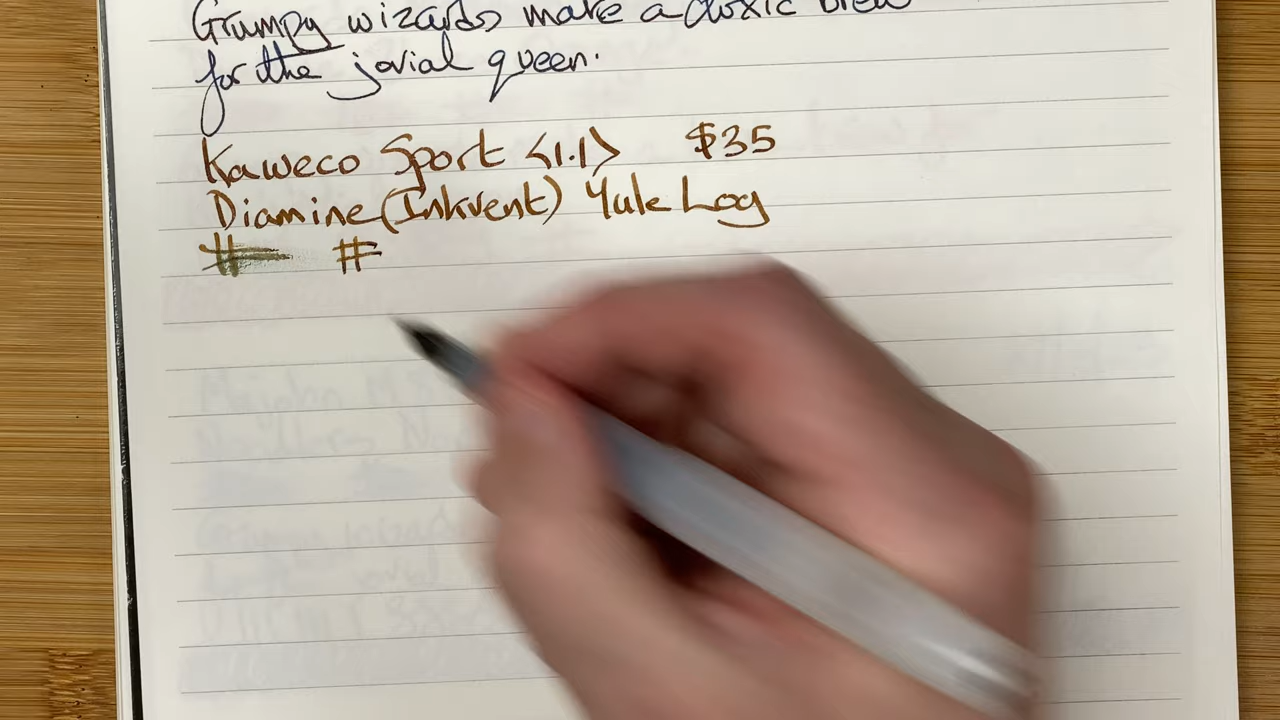 Grumpy wizards make a toxic brew
for the jovial queen.
Kaweco Sport <1.1> $35
Diamine (Inkvent) Yule Log
# #